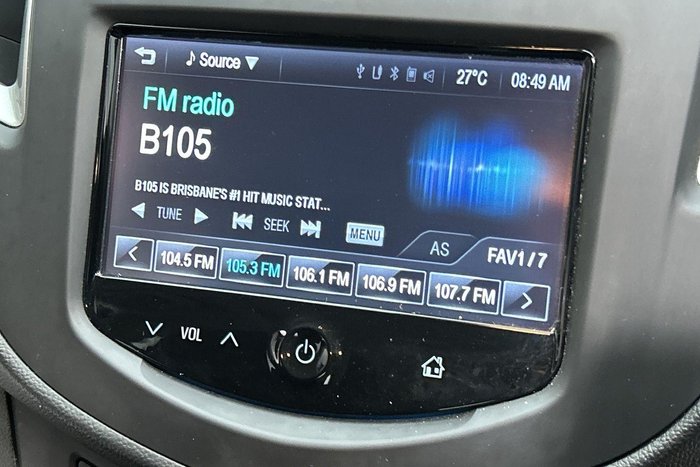 Source 27°C 08:49 AM
FM radio
B105
B105 IS BRISBANE'S #1 HIT MUSIC STAT...
TUNE SEEK MENU AS FAV1 / 7
104.5 FM 105.3 FM 106.1 FM 106.9 FM 107.7 FM
VOL